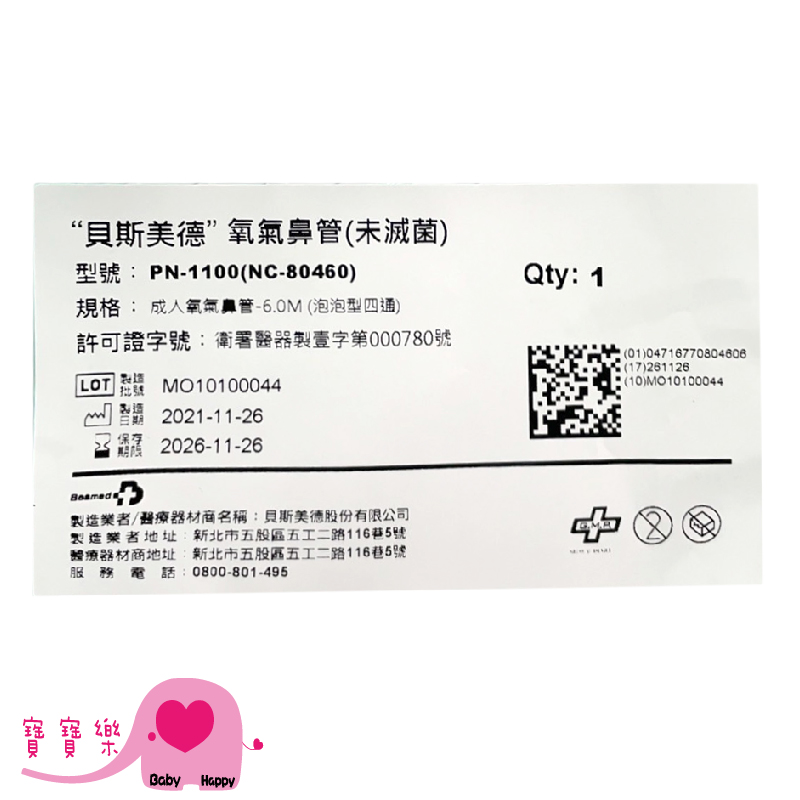 “貝斯美德” 氧氣鼻管(未滅菌)
型號： PN-1100(NC-80460)
Qty: 1
規格： 成人氧氣鼻管-6.0M (泡泡型四通)
許可證字號：衛署醫器製壹字第000780號
LOT 製造批號 MO10100044
製造日期 2021-11-26
保存期限 2026-11-26
(01)04716770804606
(17)261126
(10)MO10100044
Beamed
製造業者/醫療器材商名稱：貝斯美德股份有限公司
製造業者地址：新北市五股區五工二路116巷5號
醫療器材商地址：新北市五股區五工二路116巷5號
服務電話：0800-801-495
G.M.P.
2
寶寶樂
Baby Happy